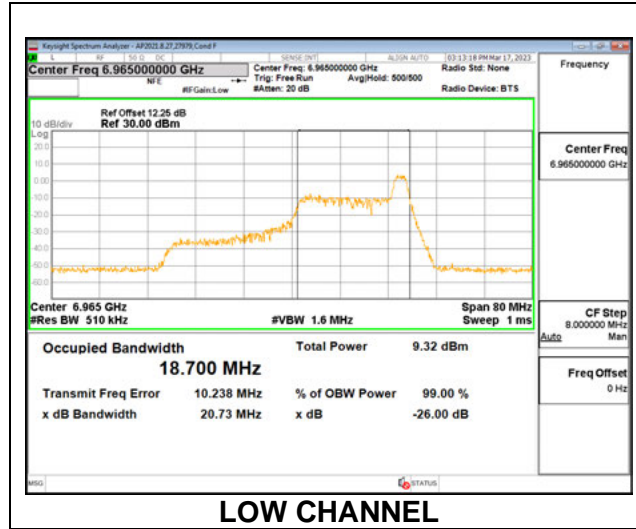 Keysight Spectrum Analyzer - AP2021.8.27,27979,Cond F
L RF 50 Ω DC SENSE:INT ALIGN AUTO 03:13:18 PM Mar 17, 2023
Center Freq 6.965000000 GHz
NFE
#IFGain:Low
Center Freq: 6.965000000 GHz
Trig: Free Run Avg|Hold: 500/500
#Atten: 20 dB
Radio Std: None
Radio Device: BTS
Frequency
Ref Offset 12.25 dB
10 dB/div Ref 30.00 dBm
Log
20.0
10.0
0.00
-10.0
-20.0
-30.0
-40.0
-50.0
-60.0
Center Freq
6.965000000 GHz
Center 6.965 GHz Span 80 MHz
#Res BW 510 kHz #VBW 1.6 MHz Sweep 1 ms
CF Step
8.000000 MHz
Auto Man
Occupied Bandwidth Total Power 9.32 dBm
18.700 MHz
Freq Offset
0 Hz
Transmit Freq Error 10.238 MHz % of OBW Power 99.00 %
x dB Bandwidth 20.73 MHz x dB -26.00 dB
MSG STATUS
LOW CHANNEL